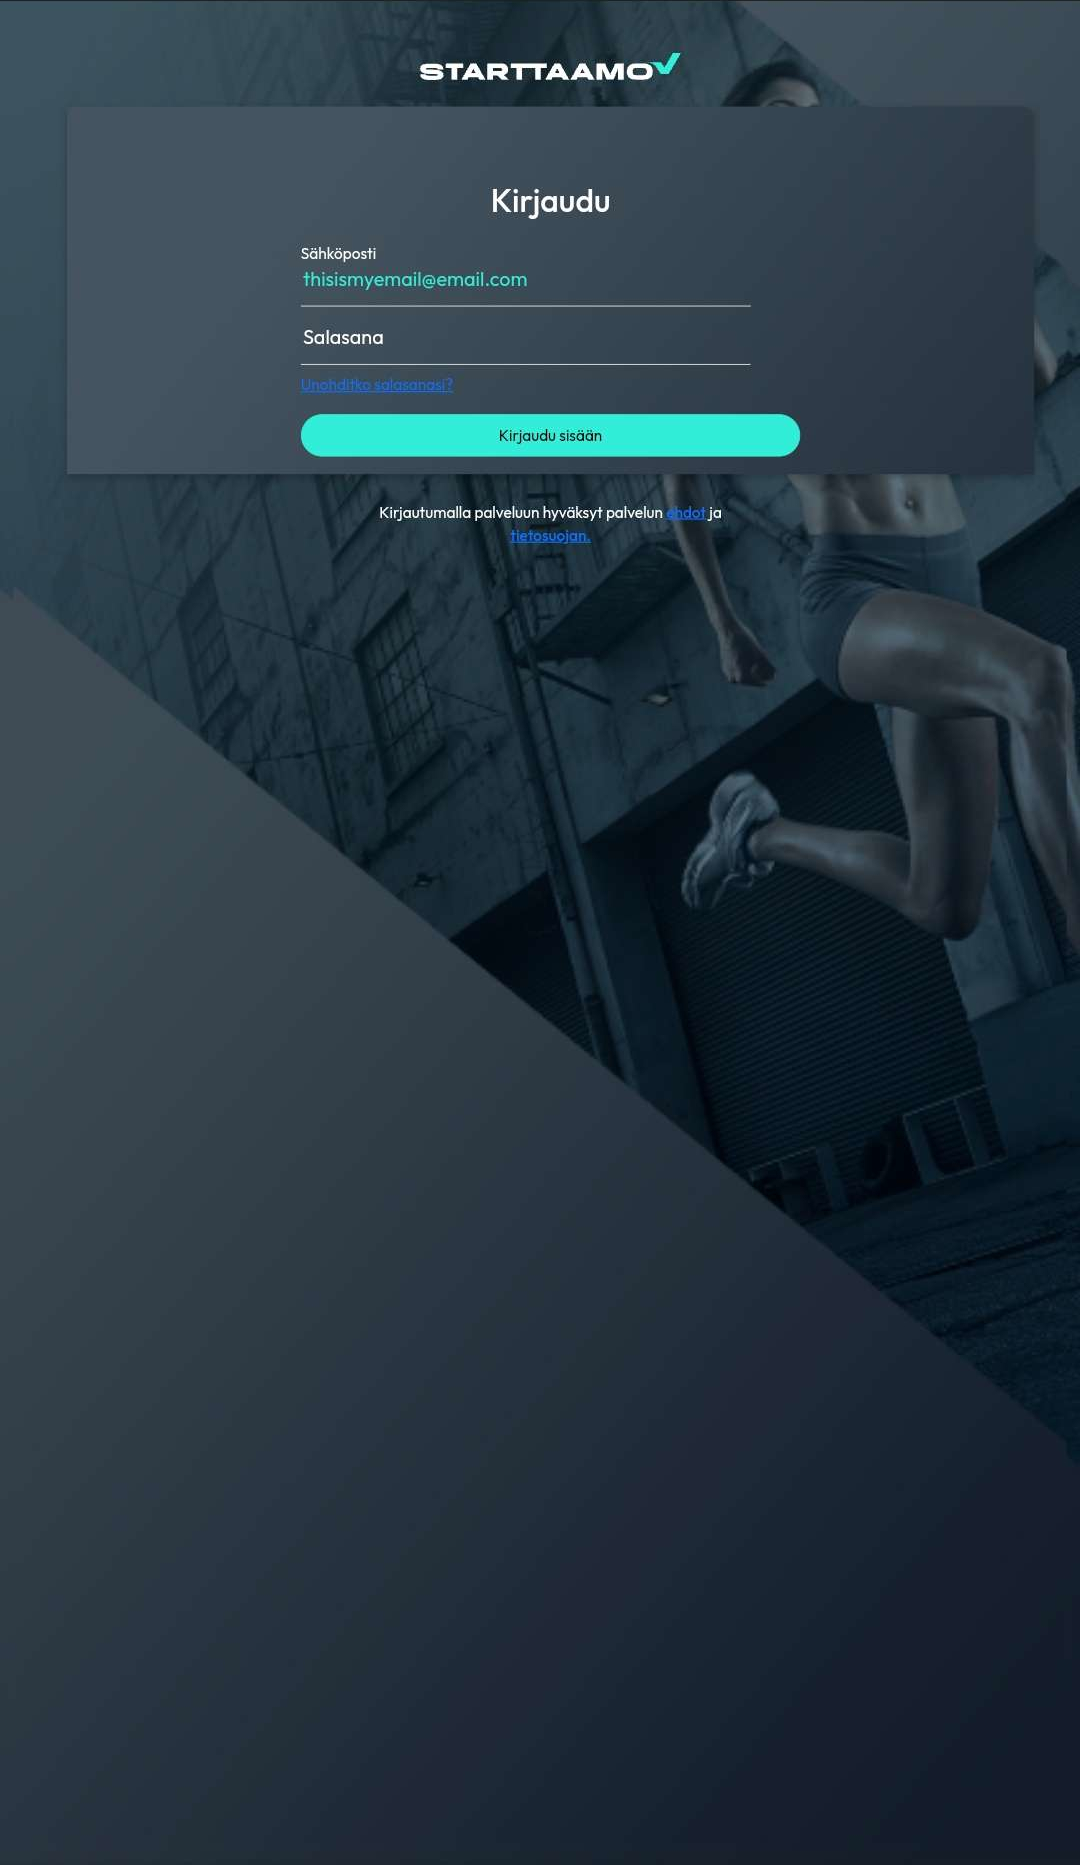 STARTTAAMO
Kirjaudu
Sähköposti
thisismyemail@email.com
Salasana
Unohditko salasanasi?
Kirjaudu sisään
Kirjautumalla palveluun hyväksyt palvelun ehdot ja
tietosuojan.